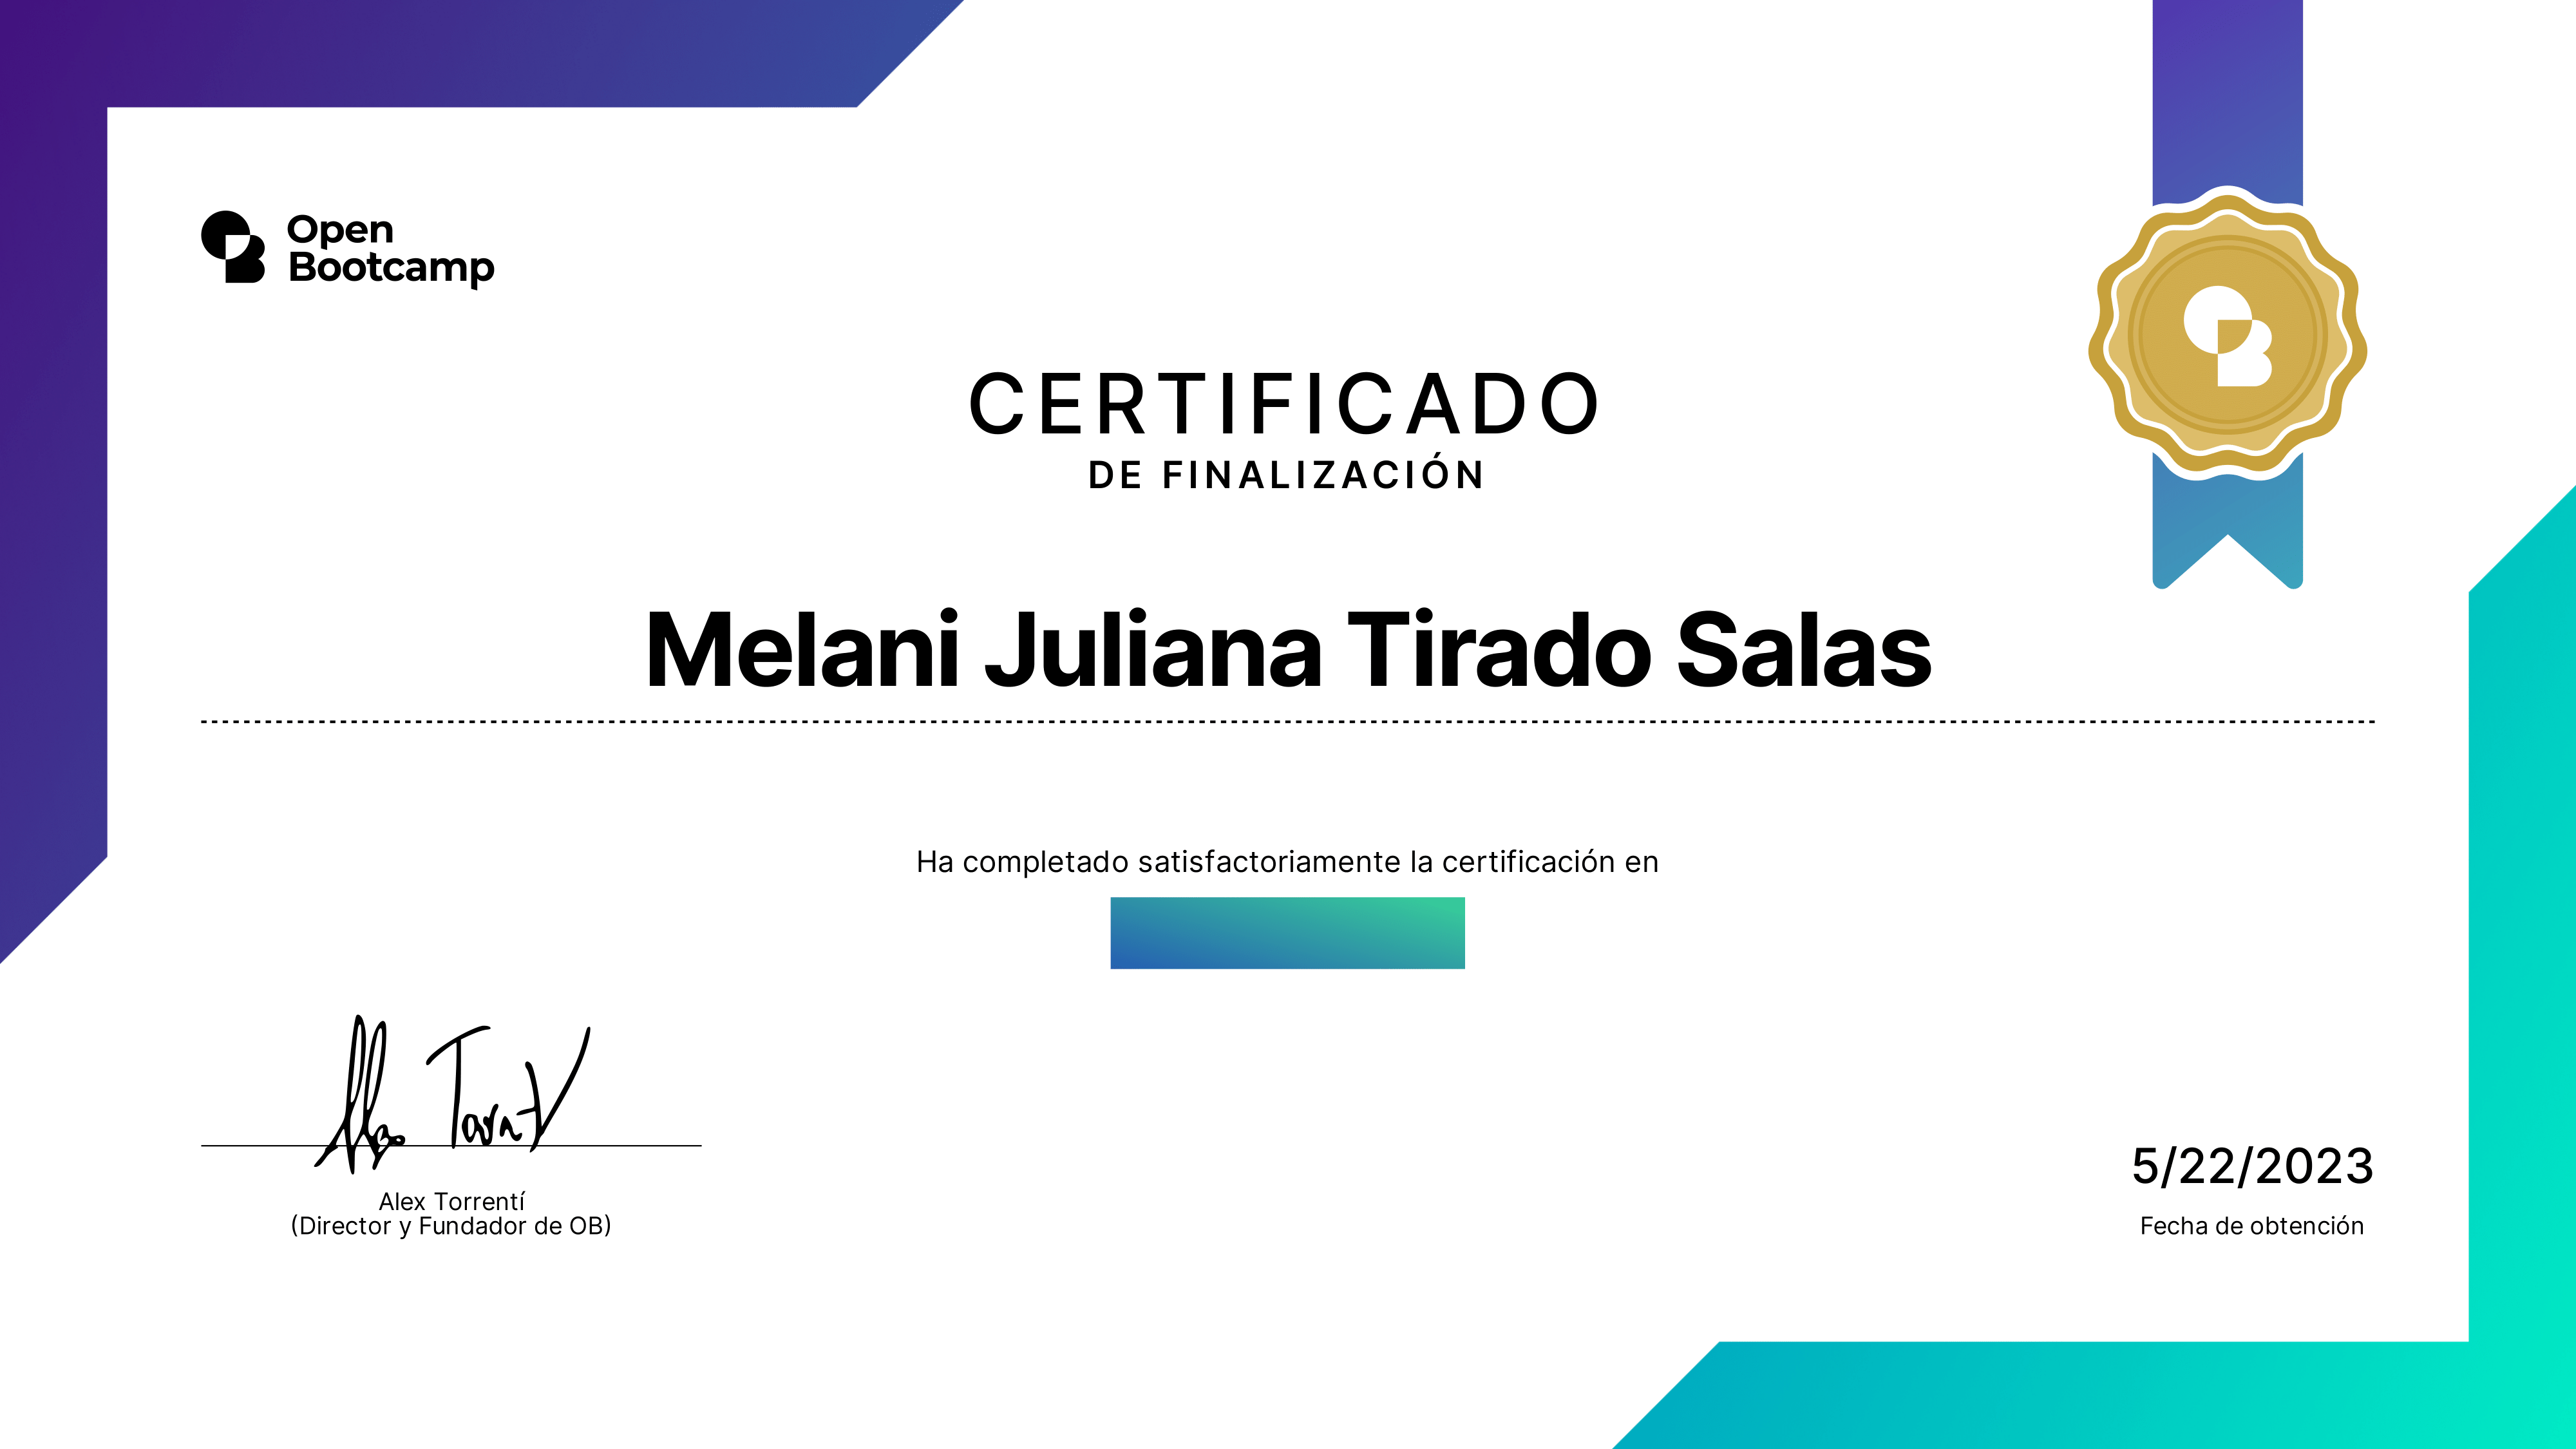 Open
Bootcamp
CERTIFICADO
DE FINALIZACIÓN
Melani Juliana Tirado Salas
Ha completado satisfactoriamente la certificación en
Alex Torrentí
(Director y Fundador de OB)
5/22/2023
Fecha de obtención